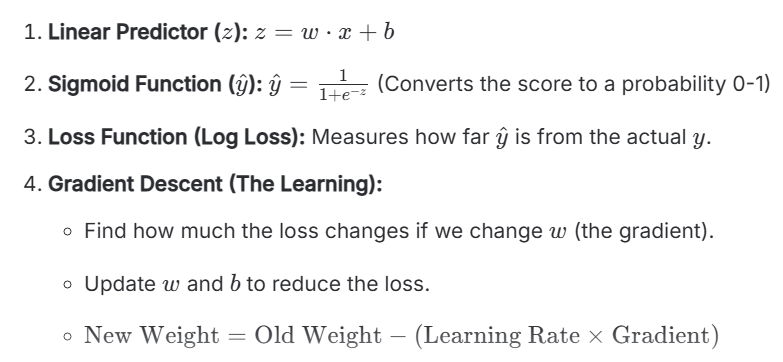 1. Linear Predictor (z): z = w · x + b
2. Sigmoid Function (ŷ): ŷ = 1/(1+e^{-z}) (Converts the score to a probability 0-1)
3. Loss Function (Log Loss): Measures how far ŷ is from the actual y.
4. Gradient Descent (The Learning):
◦ Find how much the loss changes if we change w (the gradient).
◦ Update w and b to reduce the loss.
◦ New Weight = Old Weight − (Learning Rate × Gradient)